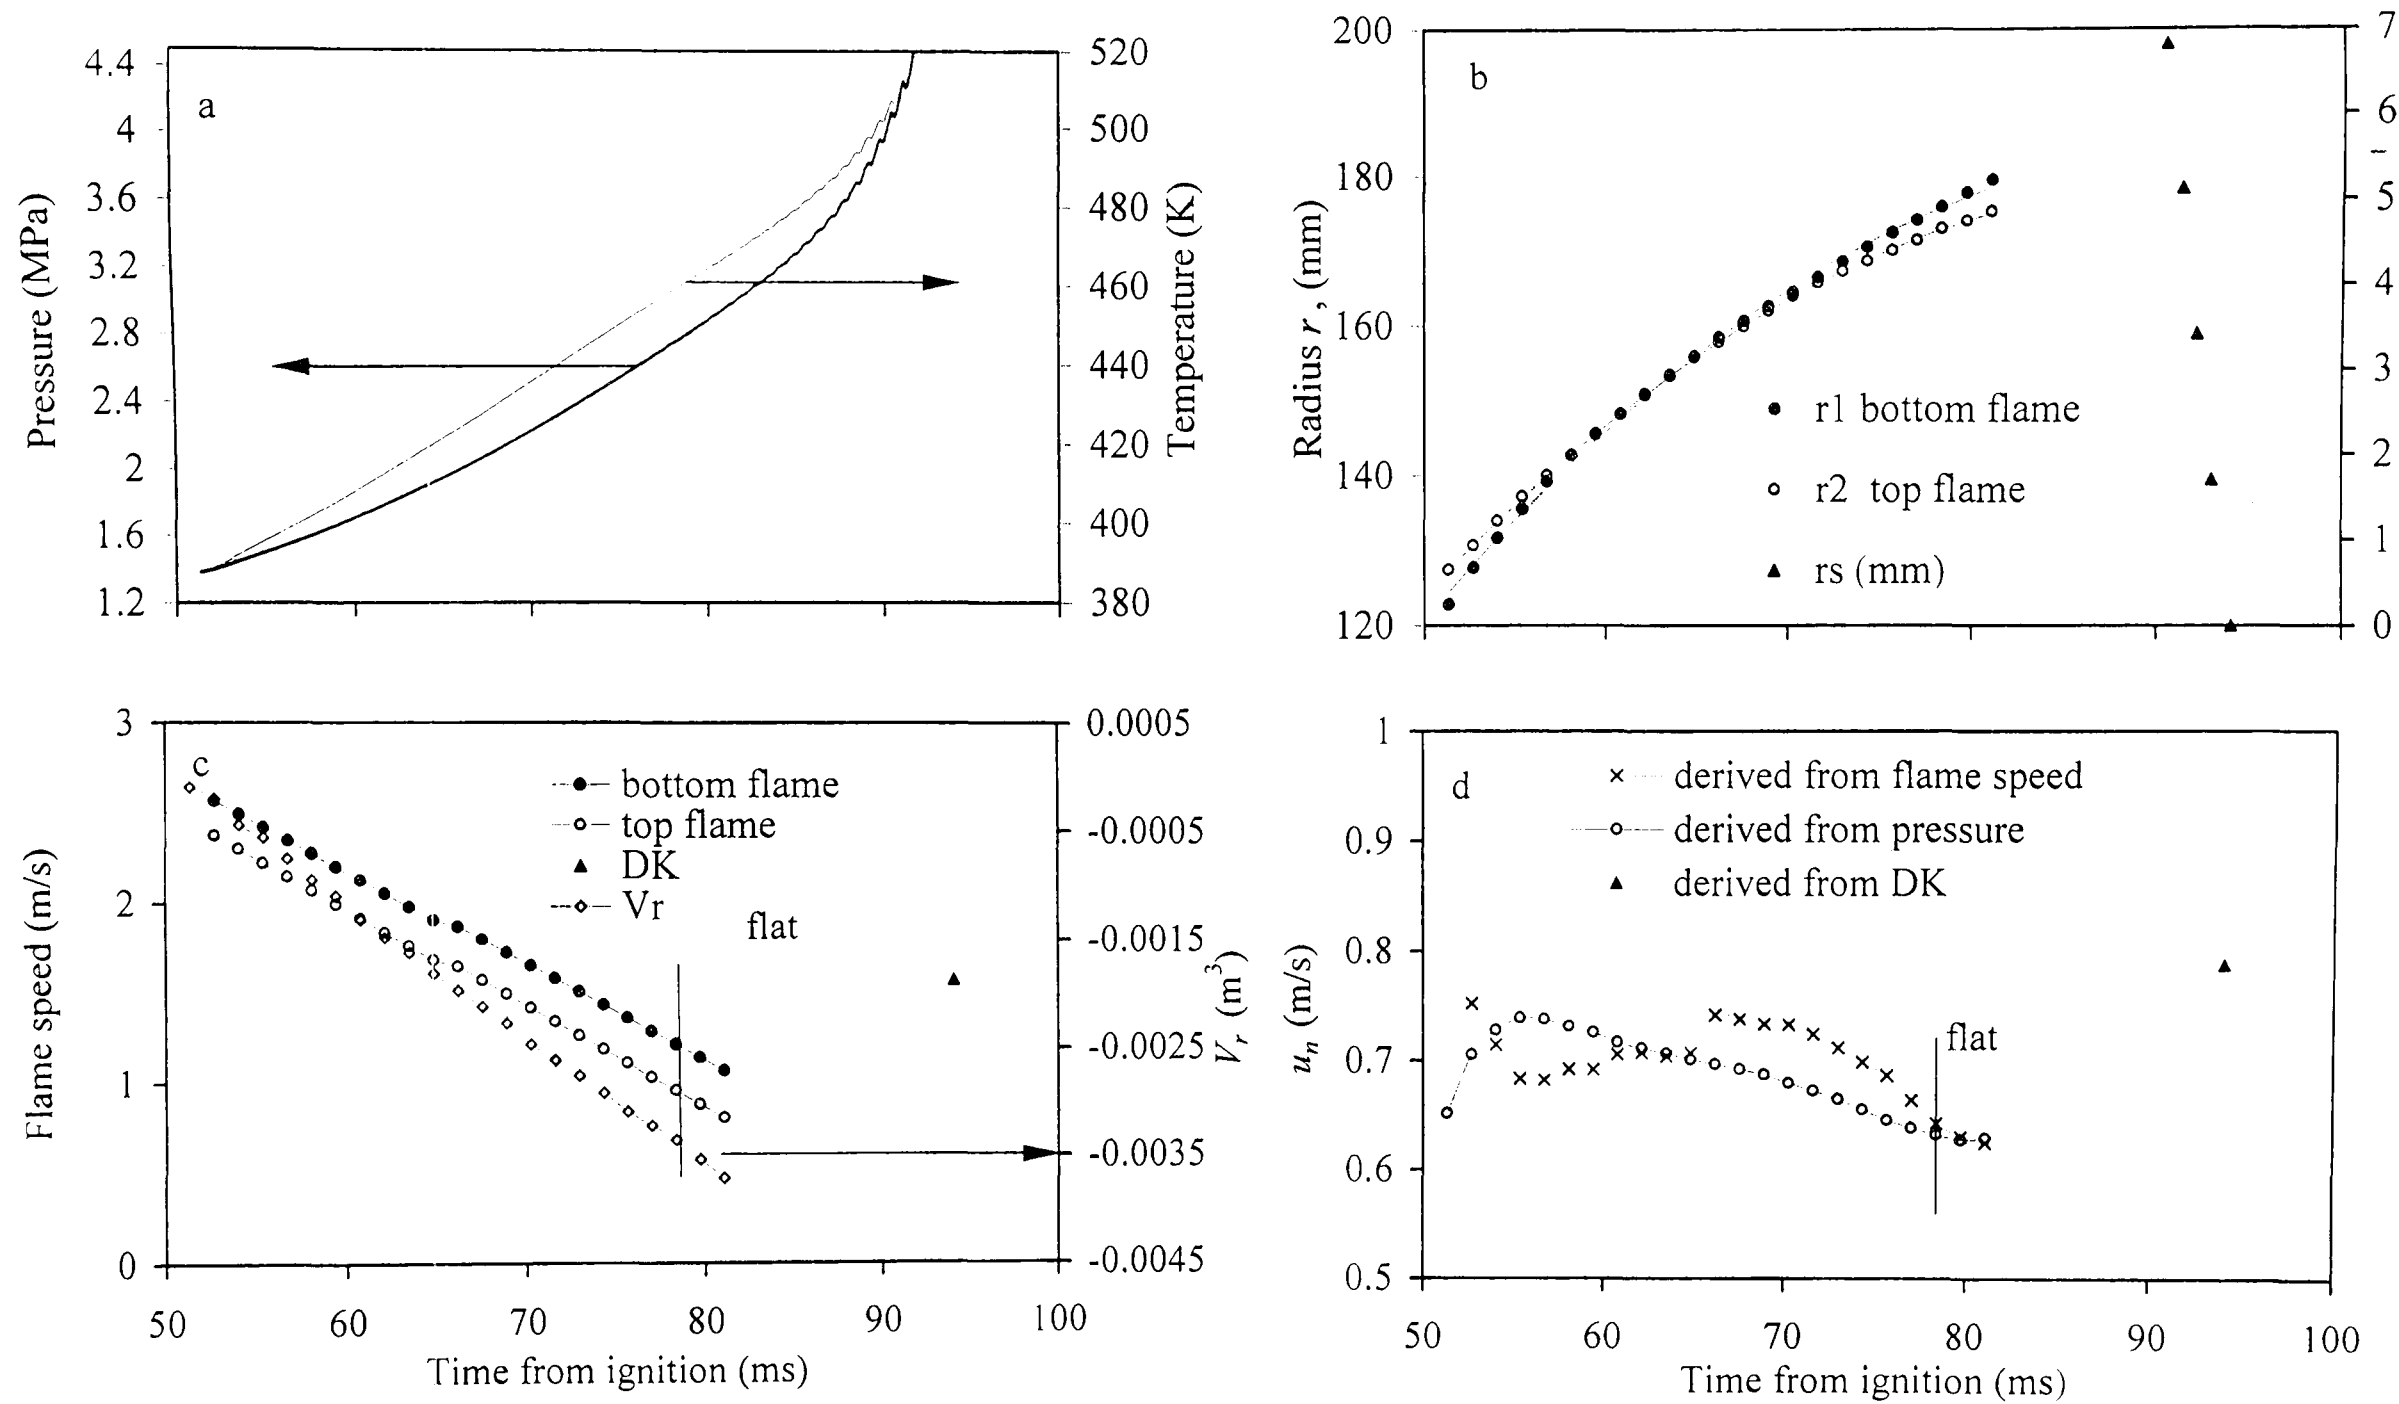 a
4.4
4
3.6
3.2
2.8
2.4
2
1.6
1.2
Pressure (MPa)
520
500
480
460
440
420
400
380
Temperature (K)
b
200
180
160
140
120
Radius r , (mm)
r1 bottom flame
r2 top flame
rs (mm)
7
6
5
4
3
2
1
0
c
3
2
1
0
Flame speed (m/s)
bottom flame
top flame
DK
Vr
flat
0.0005
-0.0005
-0.0015
-0.0025
-0.0035
-0.0045
Vr (m³)
50 60 70 80 90 100
Time from ignition (ms)
d
1
0.9
0.8
0.7
0.6
0.5
un (m/s)
derived from flame speed
derived from pressure
derived from DK
flat
50 60 70 80 90 100
Time from ignition (ms)